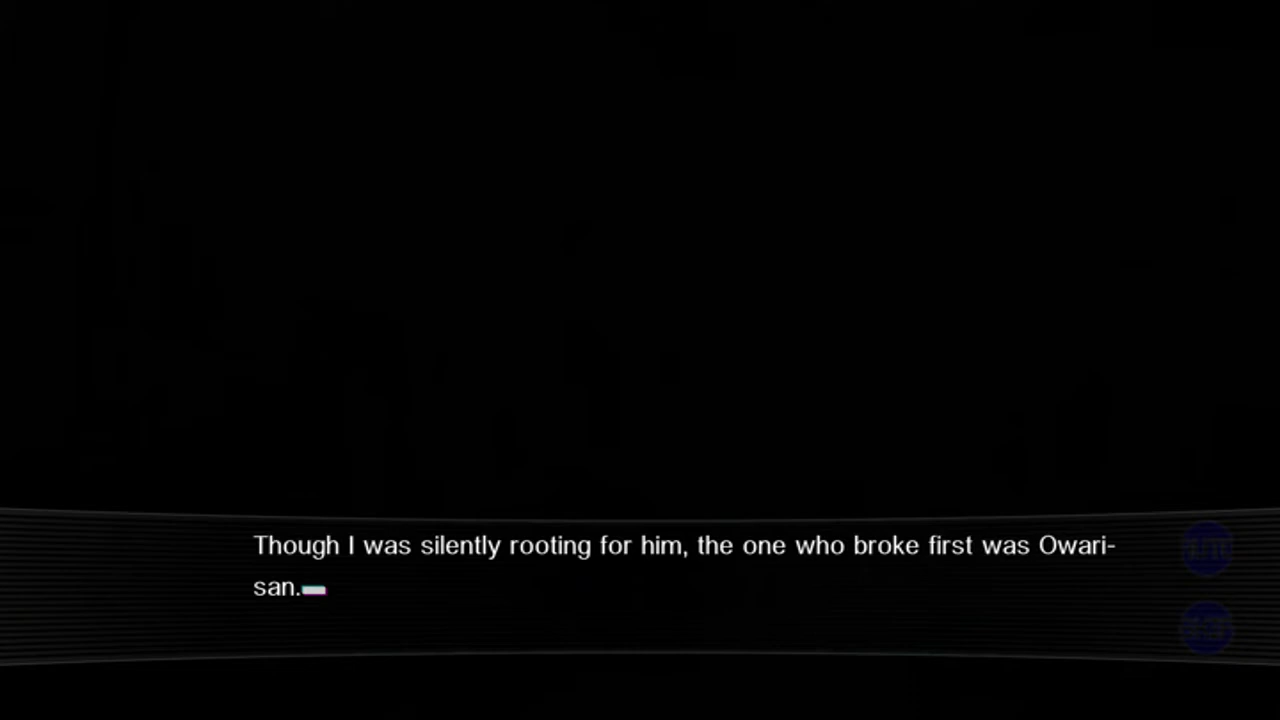 Though I was silently rooting for him, the one who broke first was Owari-
san.